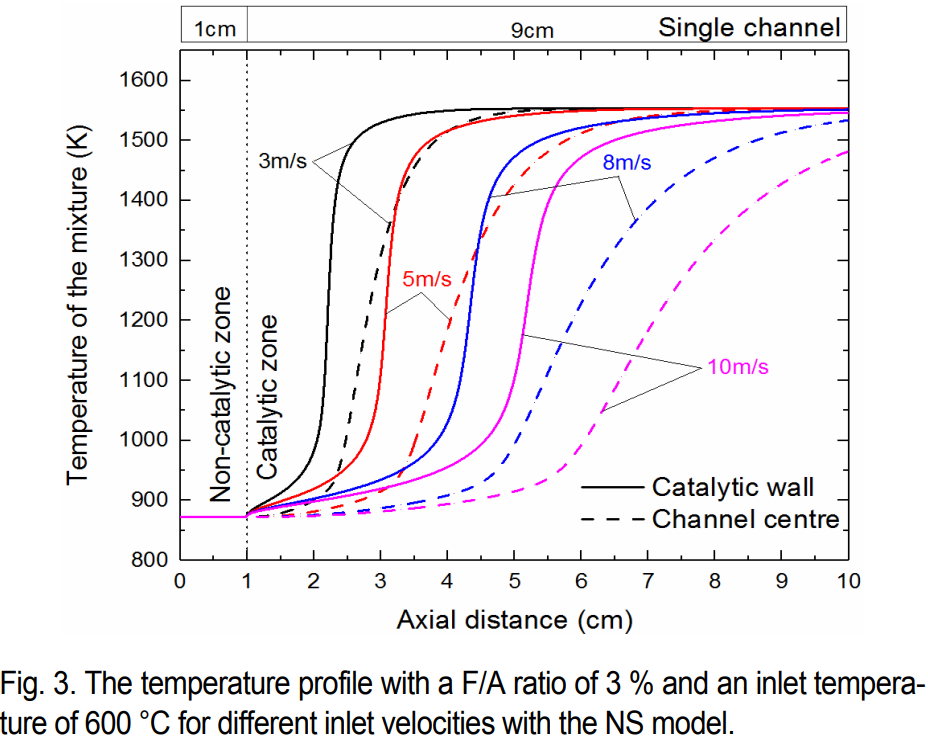 1cm 9cm Single channel
Temperature of the mixture (K)
1600
1500
1400
1300
1200
1100
1000
900
800
3m/s
5m/s
8m/s
10m/s
Non-catalytic zone
Catalytic zone
Catalytic wall
Channel centre
0 1 2 3 4 5 6 7 8 9 10
Axial distance (cm)
Fig. 3. The temperature profile with a F/A ratio of 3 % and an inlet tempera-
ture of 600 °C for different inlet velocities with the NS model.